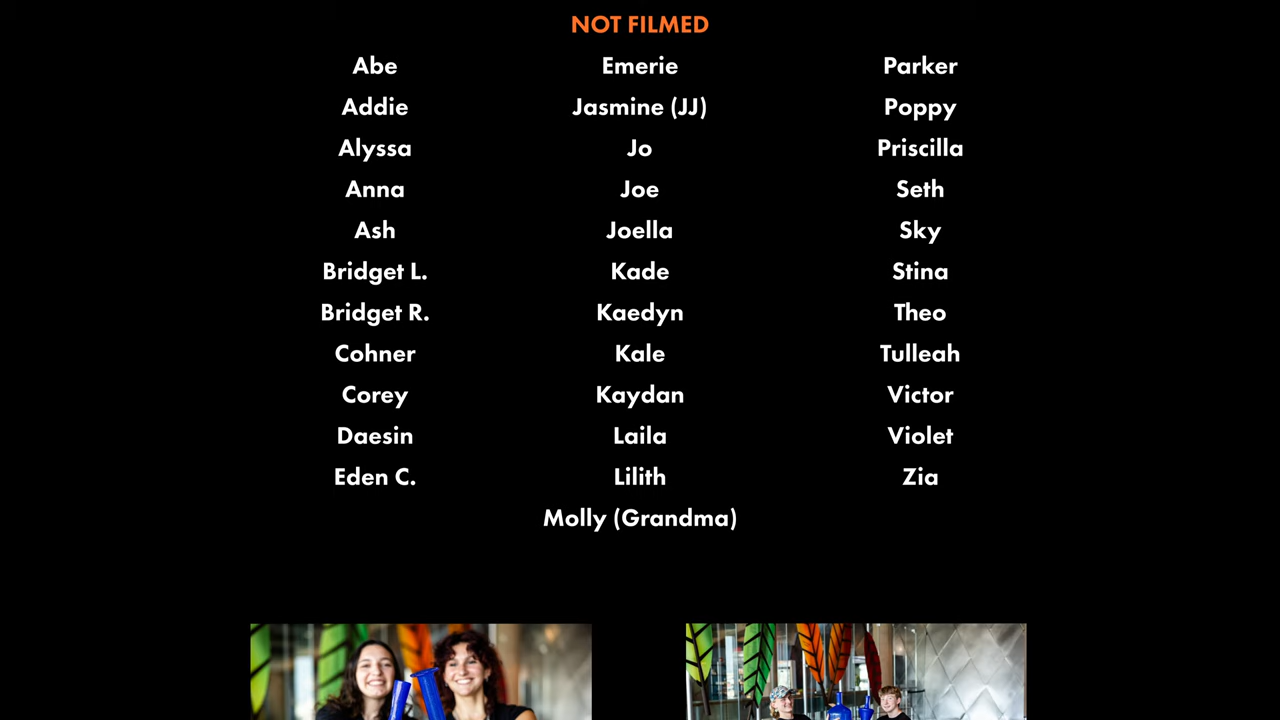 NOT FILMED
Abe Emerie Parker
Addie Jasmine (JJ) Poppy
Alyssa Jo Priscilla
Anna Joe Seth
Ash Joella Sky
Bridget L. Kade Stina
Bridget R. Kaedyn Theo
Cohner Kale Tulleah
Corey Kaydan Victor
Daesin Laila Violet
Eden C. Lilith Zia
Molly (Grandma)